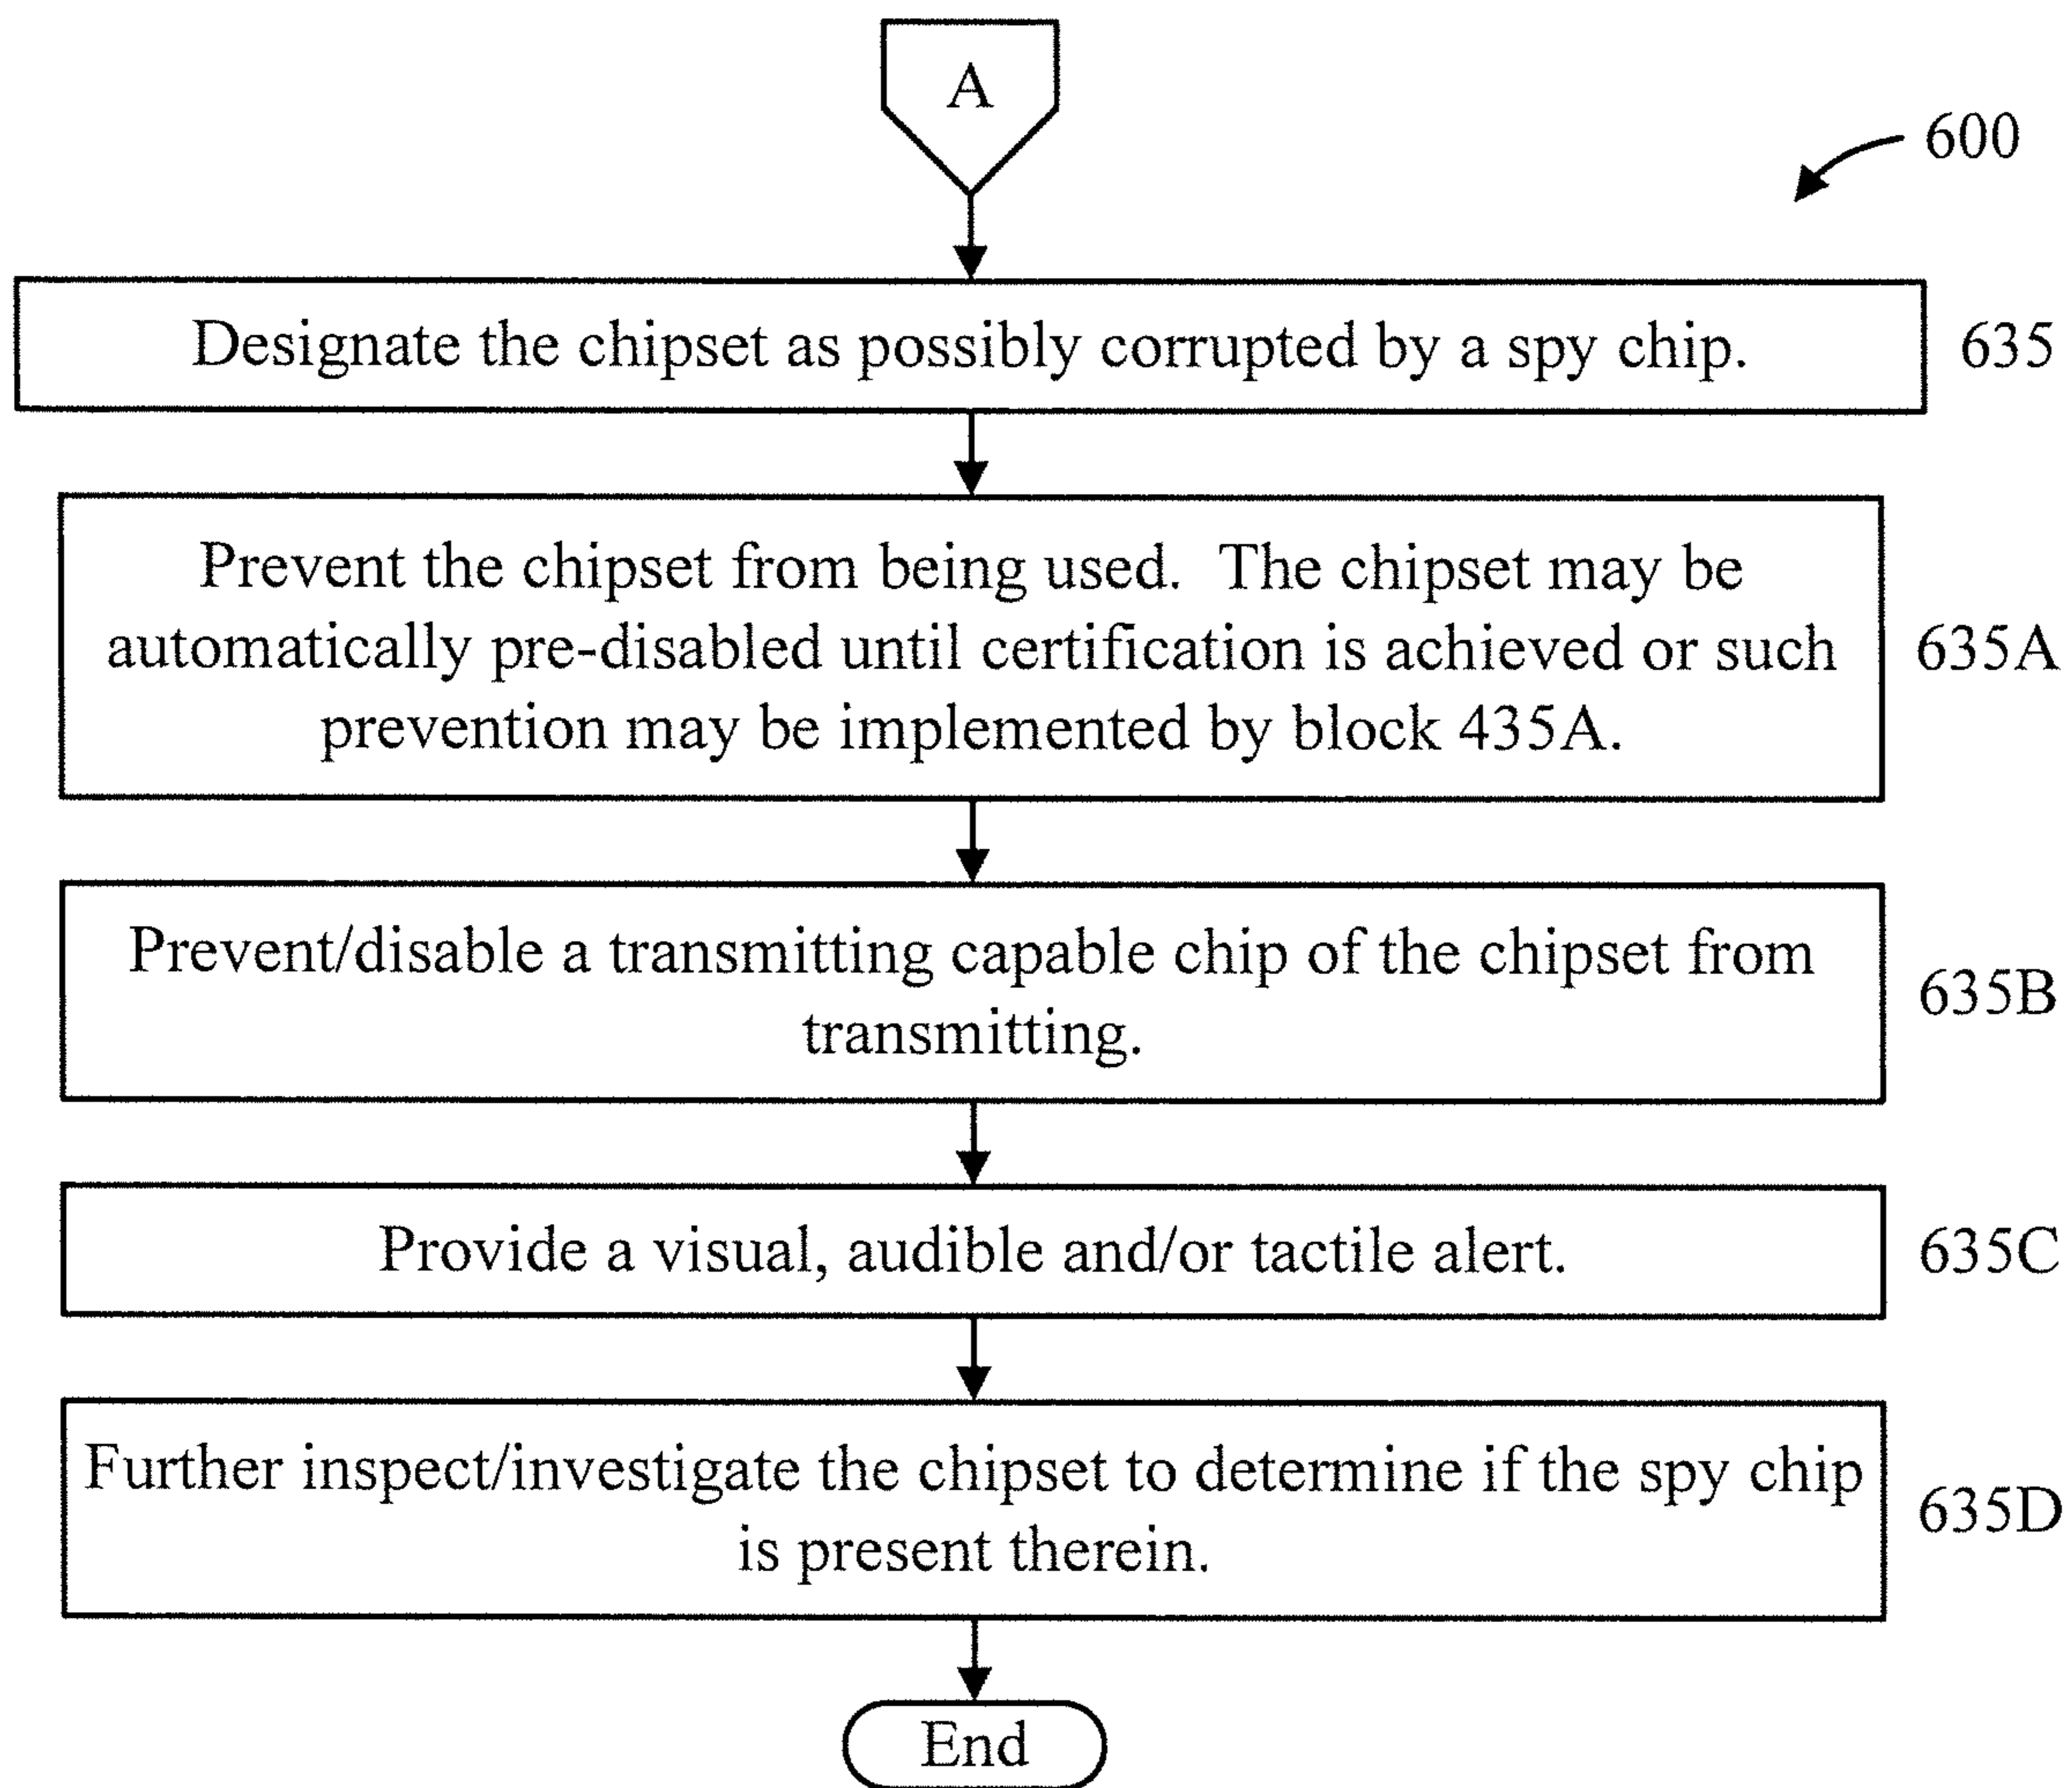 A
600
Designate the chipset as possibly corrupted by a spy chip.
635
Prevent the chipset from being used. The chipset may be
automatically pre-disabled until certification is achieved or such
prevention may be implemented by block 435A.
635A
Prevent/disable a transmitting capable chip of the chipset from
transmitting.
635B
Provide a visual, audible and/or tactile alert.
635C
Further inspect/investigate the chipset to determine if the spy chip
is present therein.
635D
End